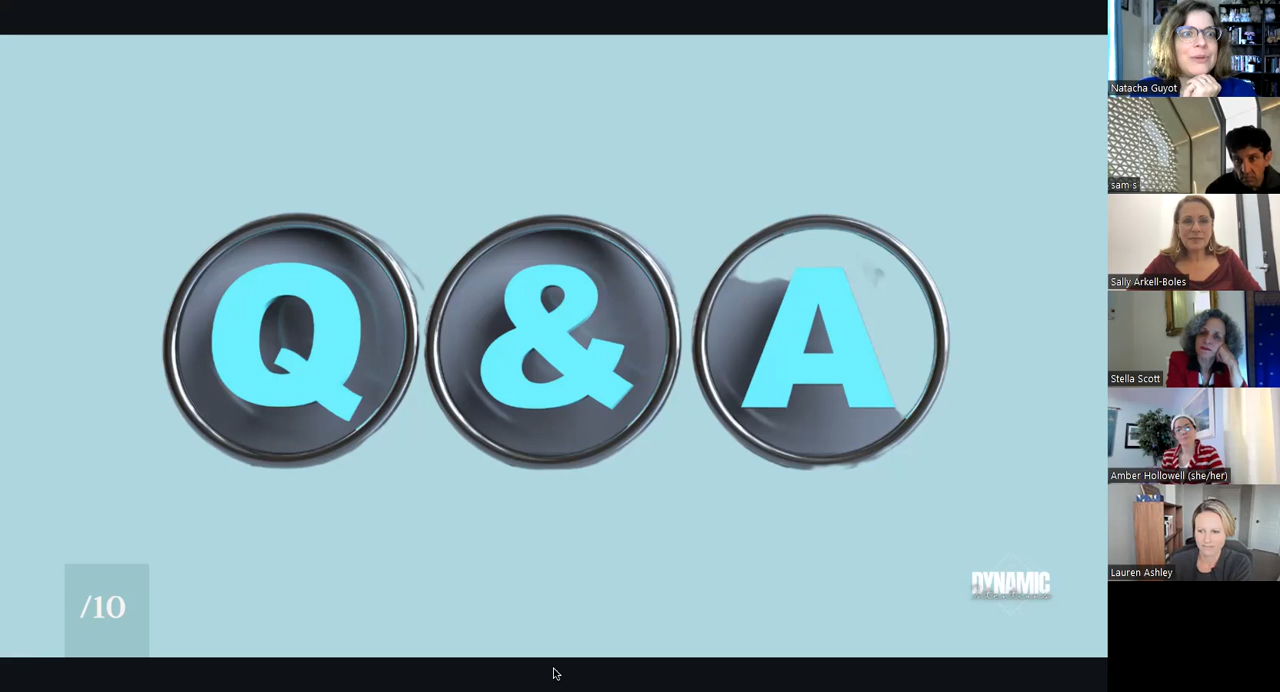 Q & A
/10
DYNAMIC
Natacha Guyot
sam s
Sally Arkell-Boles
Stella Scott
Amber Hollowell (she/her)
Lauren Ashley